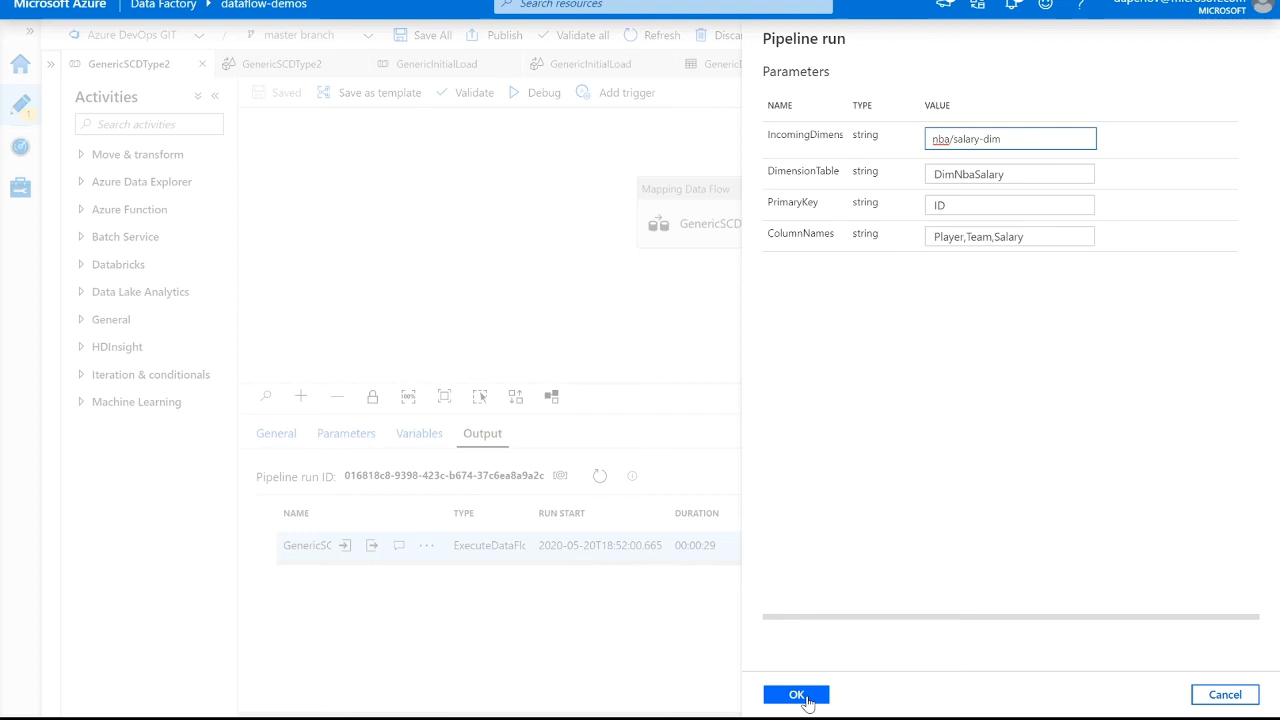 Microsoft Azure
Data Factory
dataflow-demos
Search resources
MICROSOFT
Azure DevOps GIT
master branch
Save All
Publish
Validate all
Refresh
GenericSCDType2
GenericSCDType2
GenericInitialLoad
GenericInitialLoad
Activities
Saved
Save as template
Validate
Debug
Add trigger
Search activities
Move & transform
Azure Data Explorer
Azure Function
Batch Service
Databricks
Data Lake Analytics
General
HDInsight
Iteration & conditionals
Machine Learning
Mapping Data Flow
GenericSCD
100%
General
Parameters
Variables
Output
Pipeline run ID: 016818c8-9398-423c-b674-37c6ea8a9a2c
NAME TYPE RUN START DURATION
GenericSC ExecuteDataFlc 2020-05-20T18:52:00.665 00:00:29
Pipeline run
Parameters
NAME TYPE VALUE
IncomingDimens string nba/salary-dim
DimensionTable string DimNbaSalary
PrimaryKey string ID
ColumnNames string Player,Team,Salary
OK
Cancel